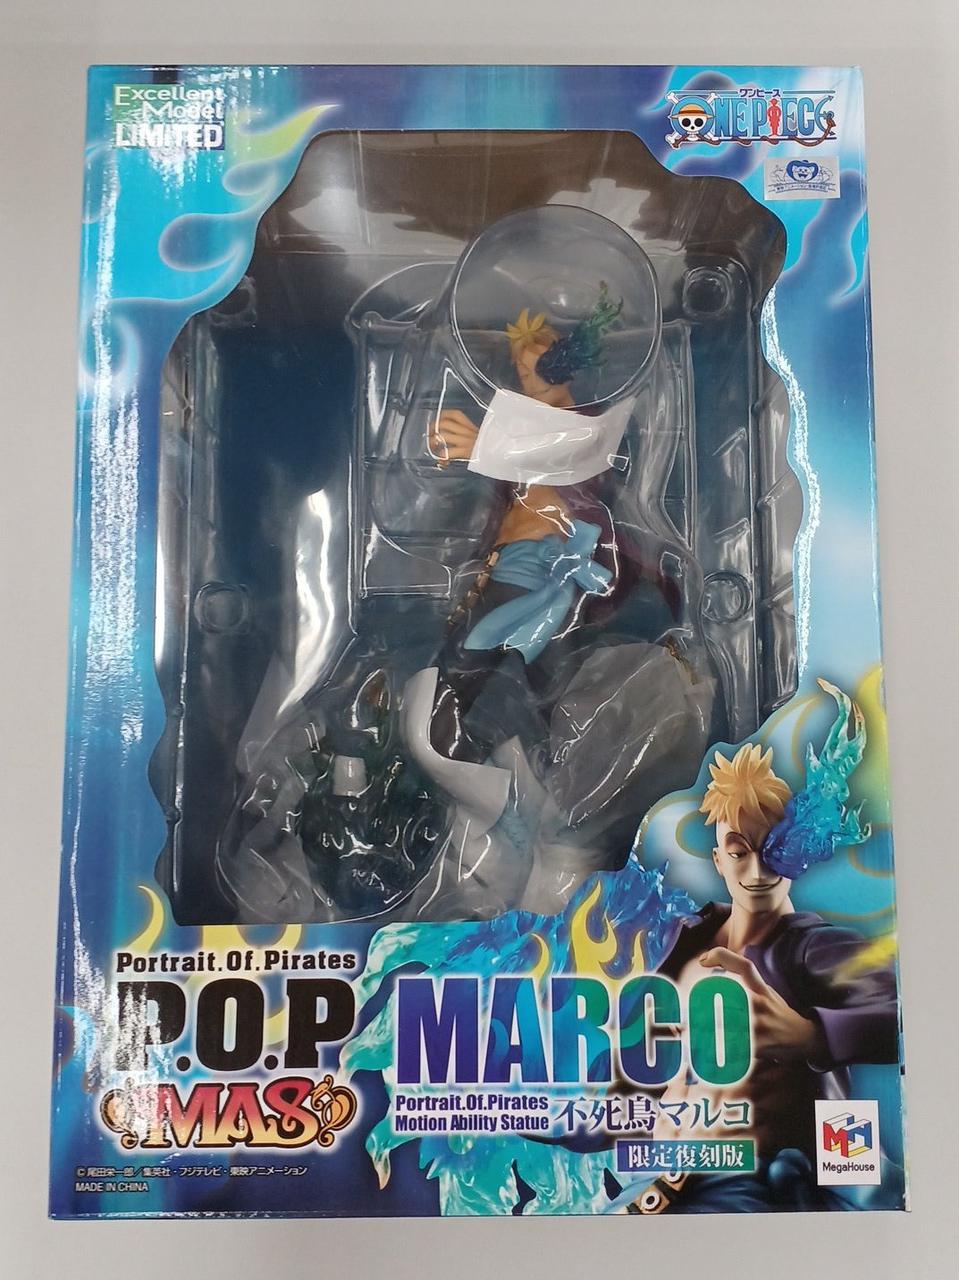 Excellent
Model
LIMITED
ワンピース
ONE PIECE
Portrait.Of.Pirates
P.O.P
MAS
MARCO
Portrait.Of.Pirates
Motion Ability Statue
不死鳥マルコ
限定復刻版
MegaHouse
©尾田栄一郎/集英社・フジテレビ・東映アニメーション
MADE IN CHINA